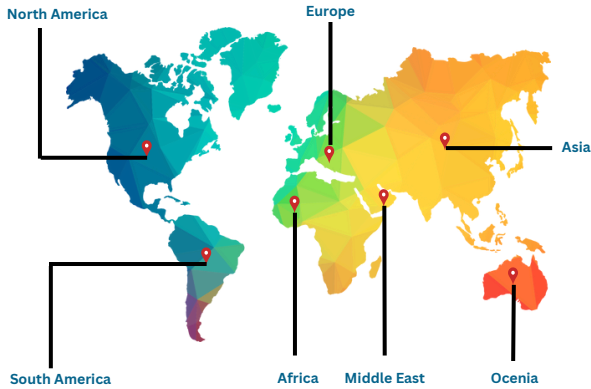 North America
Europe
Asia
South America
Africa
Middle East
Ocenia